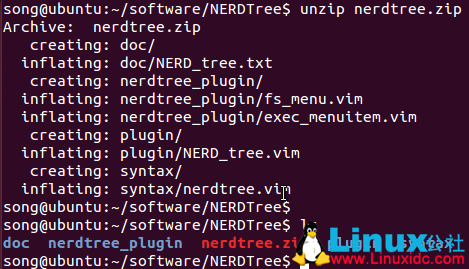 song@ubuntu:~/software/NERDTree$ unzip nerdtree.zip
Archive:  nerdtree.zip
   creating: doc/
  inflating: doc/NERD_tree.txt
   creating: nerdtree_plugin/
  inflating: nerdtree_plugin/fs_menu.vim
  inflating: nerdtree_plugin/exec_menuitem.vim
   creating: plugin/
  inflating: plugin/NERD_tree.vim
   creating: syntax/
  inflating: syntax/nerdtree.vim
song@ubuntu:~/software/NERDTree$
song@ubuntu:~/software/NERDTree$
doc  nerdtree_plugin
song@ubuntu:~/software/NERDTree$
Linux公社
www.Linuxidc.com